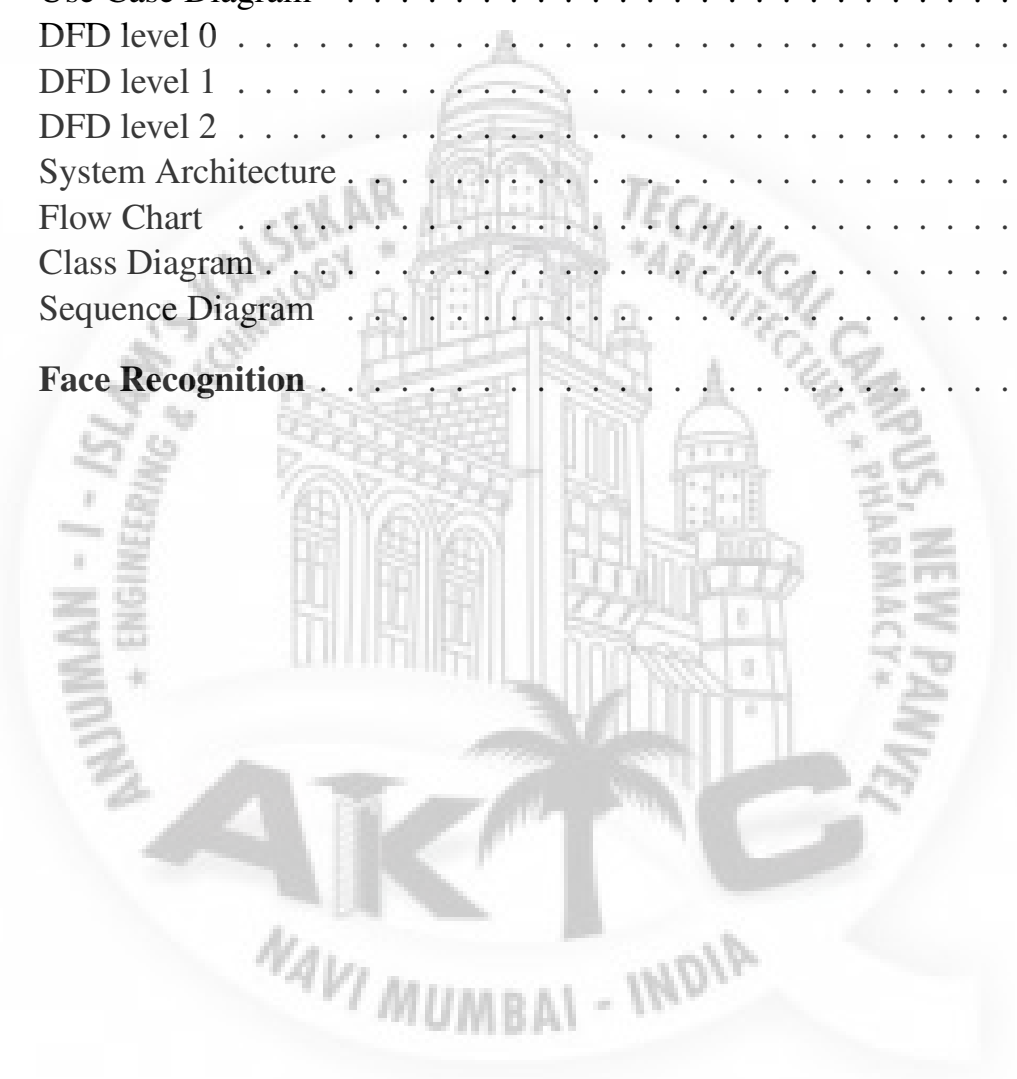 Use Case Diagram . . . . . . . . . . . . . . . . . . . . . . . . .
DFD level 0 . . . . . . . . . . . . . . . . . . . . . . . . . . . . .
DFD level 1 . . . . . . . . . . . . . . . . . . . . . . . . . . . . .
DFD level 2 . . . . . . . . . . . . . . . . . . . . . . . . . . . . .
System Architecture . . . . . . . . . . . . . . . . . . . . . . . . .
Flow Chart . . . . . . . . . . . . . . . . . . . . . . . . . . . . .
Class Diagram . . . . . . . . . . . . . . . . . . . . . . . . . . . .
Sequence Diagram . . . . . . . . . . . . . . . . . . . . . . . . .
Face Recognition . . . . . . . . . . . . . . . . . . . . . . . . . .
ANJUMAN - I - ISLAM'S KALSEKAR TECHNICAL CAMPUS, NEW PANVEL
* ENGINEERING & TECHNOLOGY * *ARCHITECTURE * PHARMACY*
AKTC
NAVI MUMBAI - INDIA